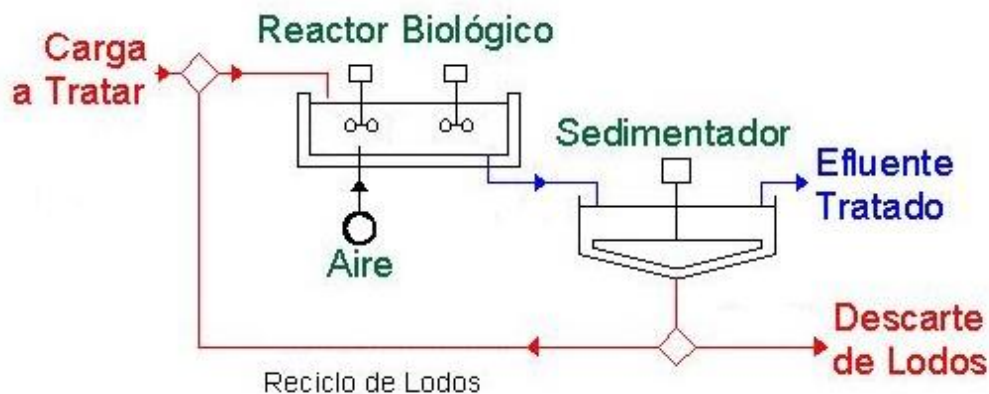 Reactor Biológico
Carga
a Tratar
Sedimentador
Efluente
Tratado
Aire
Descarte
de Lodos
Reciclo de Lodos